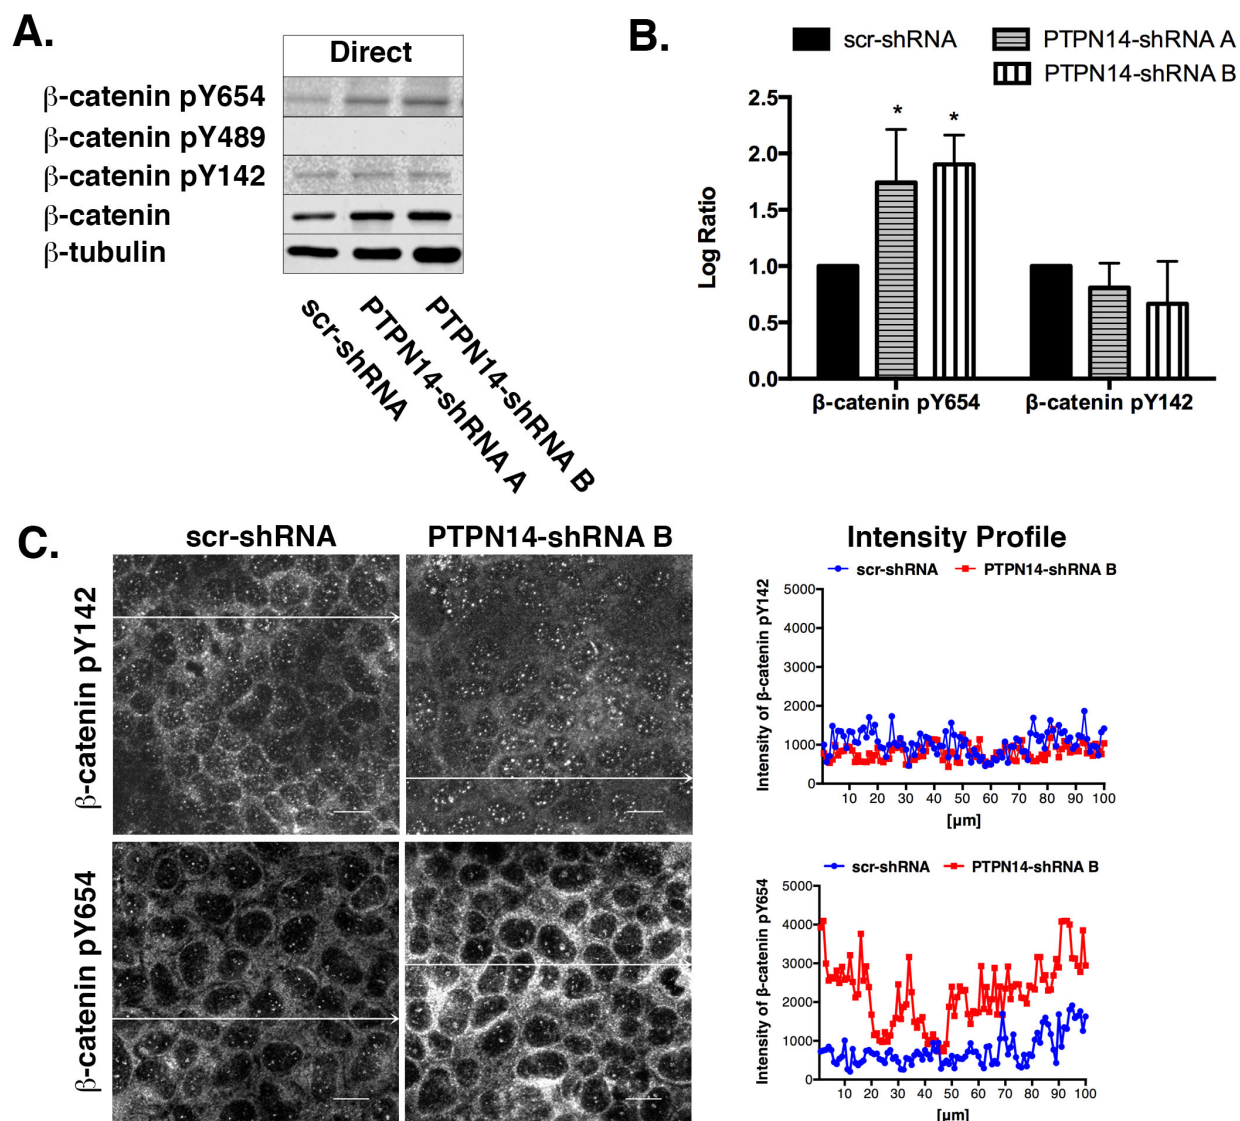 A.
Direct
β-catenin pY654
β-catenin pY489
β-catenin pY142
β-catenin
β-tubulin
scr-shRNA
PTPN14-shRNA A
PTPN14-shRNA B
B.
scr-shRNA
PTPN14-shRNA A
PTPN14-shRNA B
Log Ratio
2.5
2.0
1.5
1.0
0.5
0.0
*
*
β-catenin pY654
β-catenin pY142
C.
scr-shRNA
PTPN14-shRNA B
Intensity Profile
β-catenin pY142
β-catenin pY654
scr-shRNA
PTPN14-shRNA B
Intensity of β-catenin pY142
5000
4000
3000
2000
1000
0
10 20 30 40 50 60 70 80 90 100
[µm]
scr-shRNA
PTPN14-shRNA B
Intensity of β-catenin pY654
5000
4000
3000
2000
1000
0
10 20 30 40 50 60 70 80 90 100
[µm]